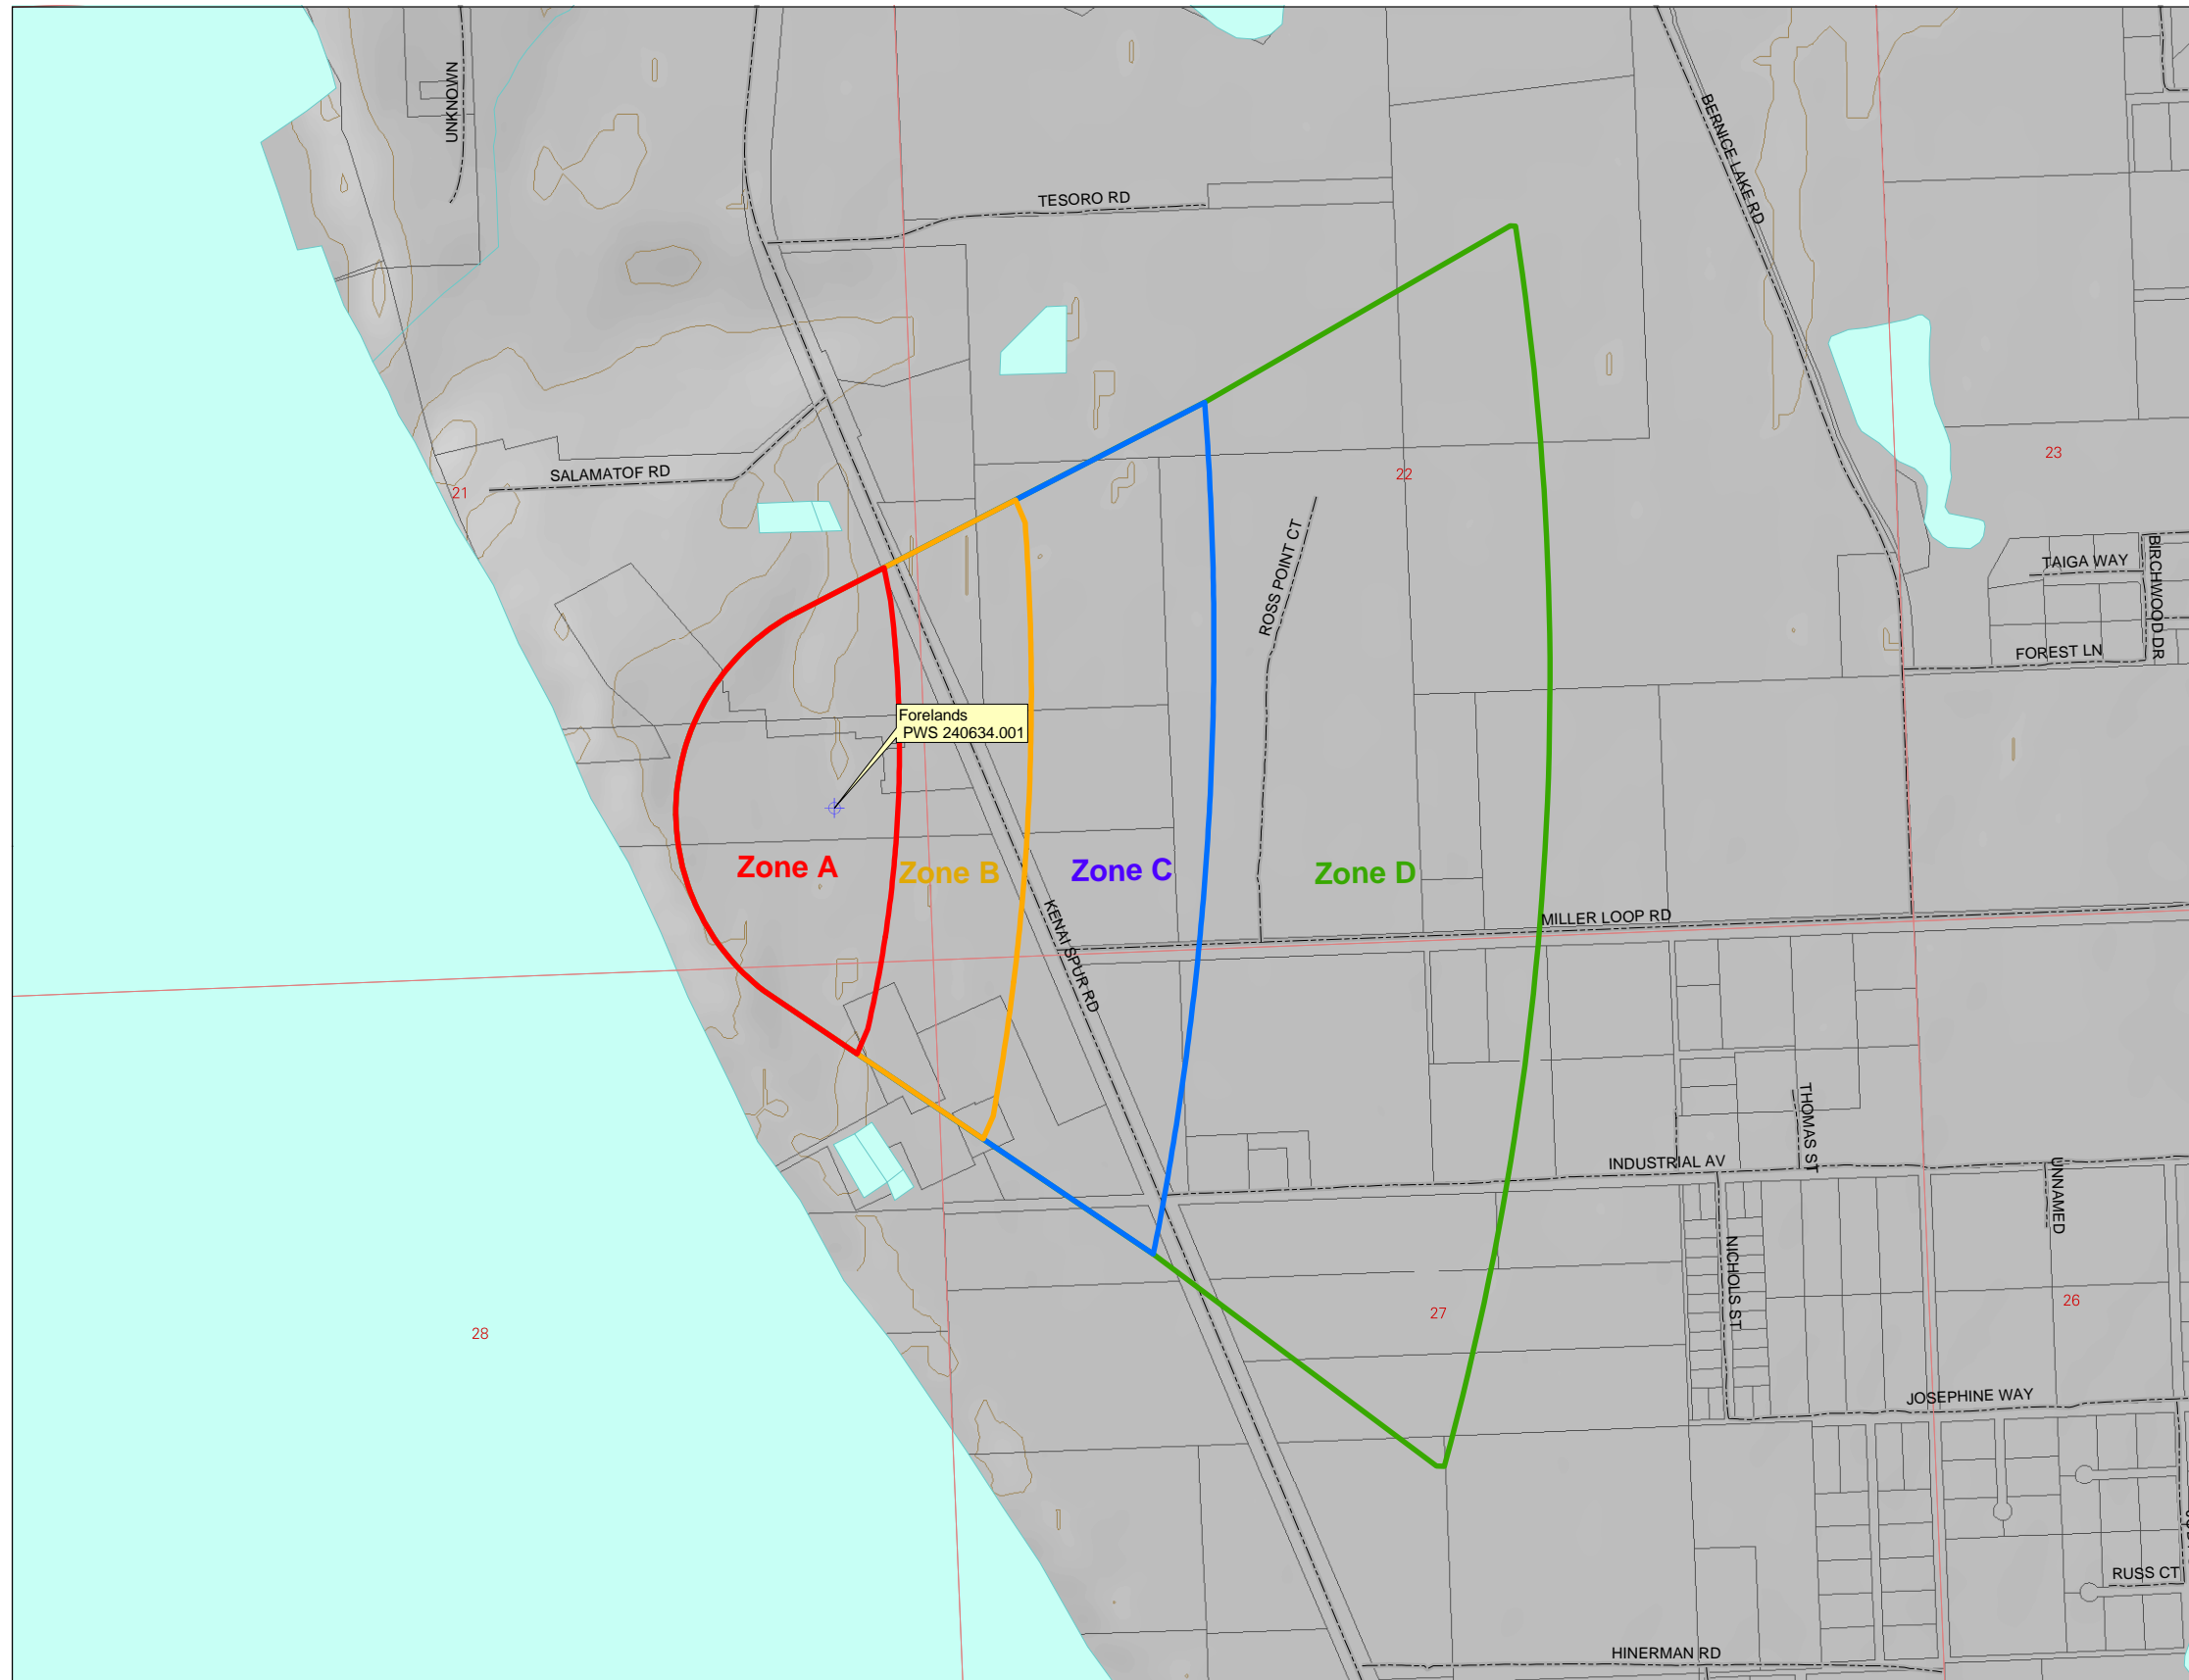 UNKNOWN
BERNICE LAKE RD
TESORO RD
SALAMATOF RD
21
22
23
ROSS POINT CT
TAIGA WAY
BIRCHWOOD DR
FOREST LN
Forelands
PWS 240634.001
Zone A
Zone B
Zone C
Zone D
MILLER LOOP RD
KENAI SPUR RD
THOMAS ST
INDUSTRIAL AV
UNNAMED
NICHOLS ST
28
27
26
JOSEPHINE WAY
RUSS CT
HINERMAN RD